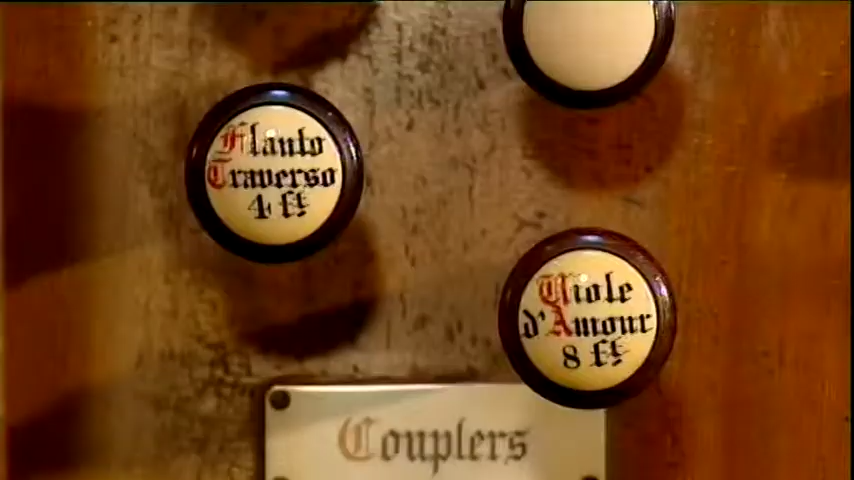 Flauto
Traverso
4 ft
Viole
d'Amour
8 ft
Couplers